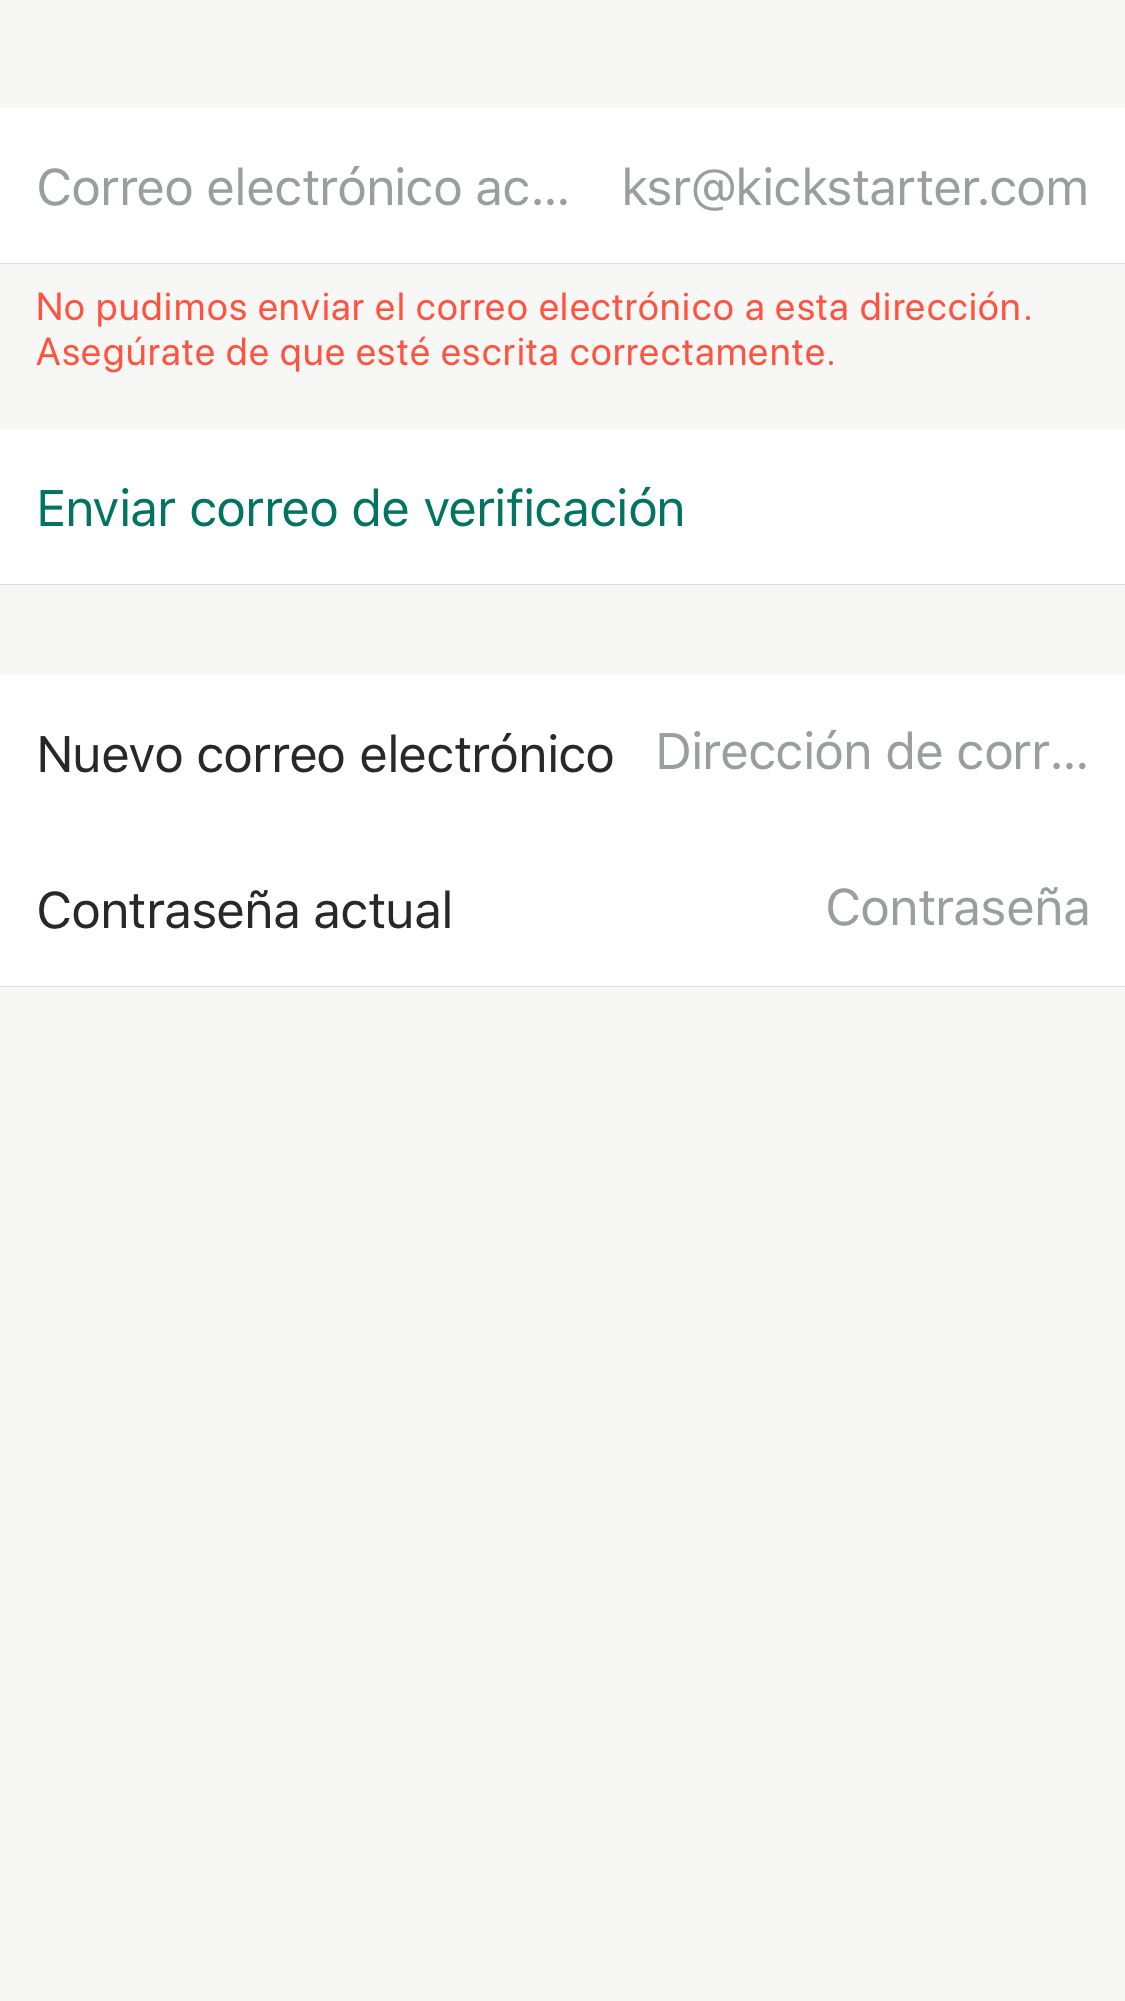 Correo electrónico ac... ksr@kickstarter.com
No pudimos enviar el correo electrónico a esta dirección.
Asegúrate de que esté escrita correctamente.
Enviar correo de verificación
Nuevo correo electrónico Dirección de corr...
Contraseña actual Contraseña